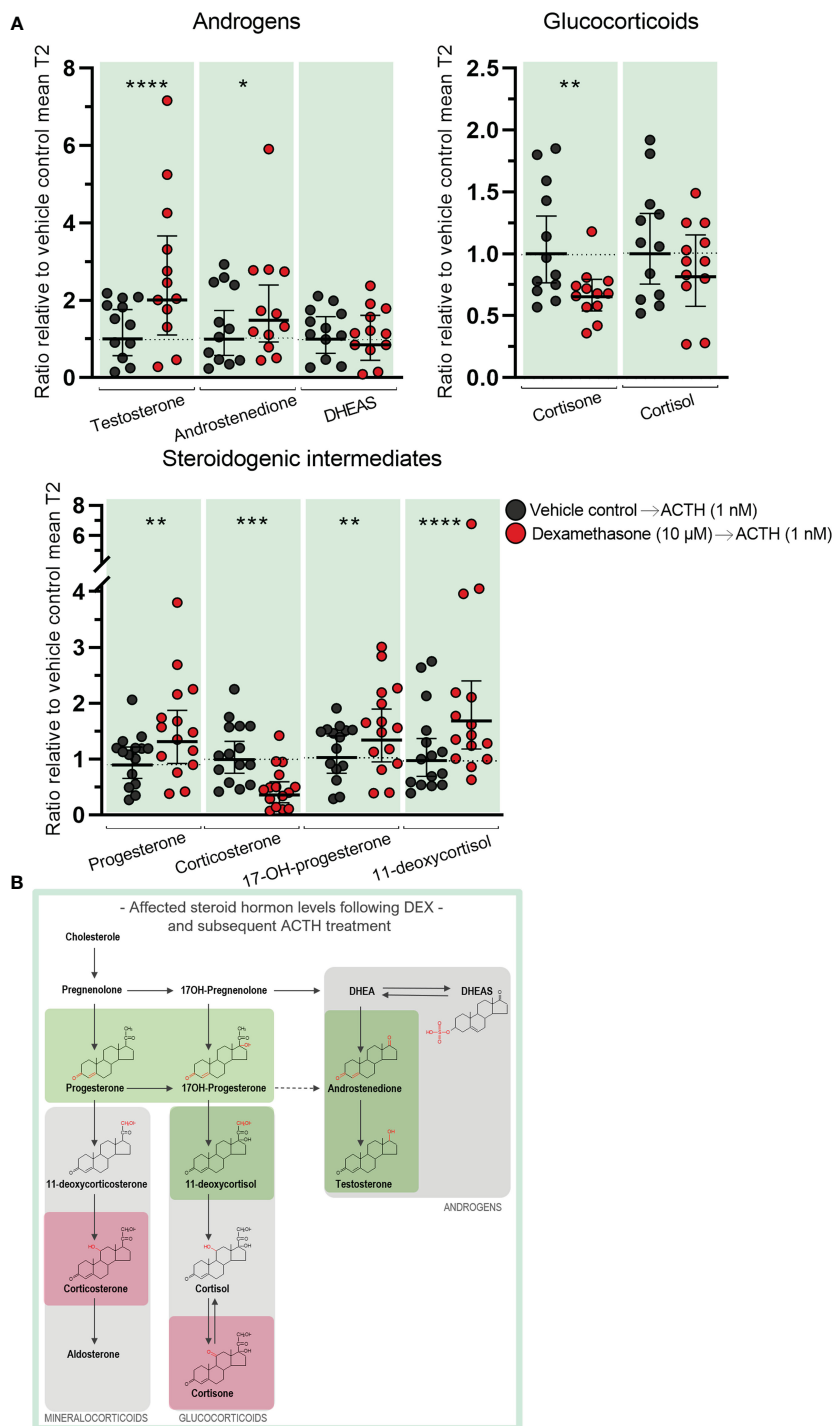 A
Androgens
Glucocorticoids
Ratio relative to vehicle control mean T2
8
6
4
2
0
****
*
Testosterone
Androstenedione
DHEAS
Ratio relative to vehicle control mean T2
2.5
2.0
1.5
1.0
0.5
0.0
**
Cortisone
Cortisol
Steroidogenic intermediates
Ratio relative to vehicle control mean T2
8
6
4
3
2
1
0
**
***
**
****
Progesterone
Corticosterone
17-OH-progesterone
11-deoxycortisol
Vehicle control →ACTH (1 nM)
Dexamethasone (10 µM)→ACTH (1 nM)
B
- Affected steroid hormon levels following DEX -
and subsequent ACTH treatment
Cholesterole
Pregnenolone
17OH-Pregnenolone
DHEA
DHEAS
Progesterone
17OH-Progesterone
Androstenedione
11-deoxycorticosterone
11-deoxycortisol
Testosterone
ANDROGENS
Corticosterone
Cortisol
Aldosterone
Cortisone
MINERALOCORTICOIDS
GLUCOCORTICOIDS